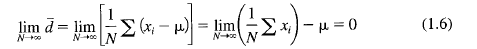 lim_{N→∞} d̄ = lim_{N→∞} [ 1/N ∑ (x_i − μ) ] = lim_{N→∞} ( 1/N ∑ x_i ) − μ = 0 (1.6)